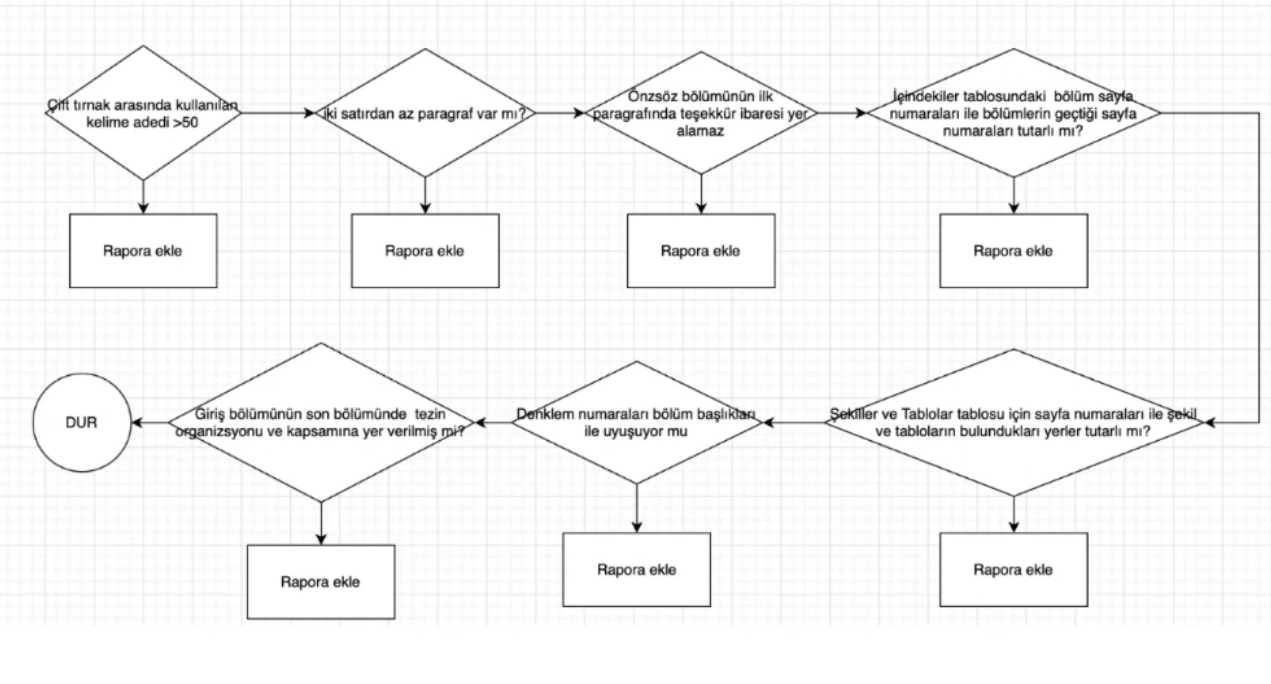 Çift tırnak arasında kullanılan
kelime adedi >50
iki satırdan az paragraf var mı?
Önzsöz bölümünün ilk
paragrafında teşekkür ibaresi yer
alamaz
İçindekiler tablosundaki bölüm sayfa
numaraları ile bölümlerin geçtiği sayfa
numaraları tutarlı mı?
Rapora ekle
Rapora ekle
Rapora ekle
Rapora ekle
DUR
Giriş bölümünün son bölümünde tezin
organizsyonu ve kapsamına yer verilmiş mi?
Denklem numaraları bölüm başlıkları
ile uyuşuyor mu
Şekiller ve Tablolar tablosu için sayfa numaraları ile şekil
ve tabloların bulundukları yerler tutarlı mı?
Rapora ekle
Rapora ekle
Rapora ekle